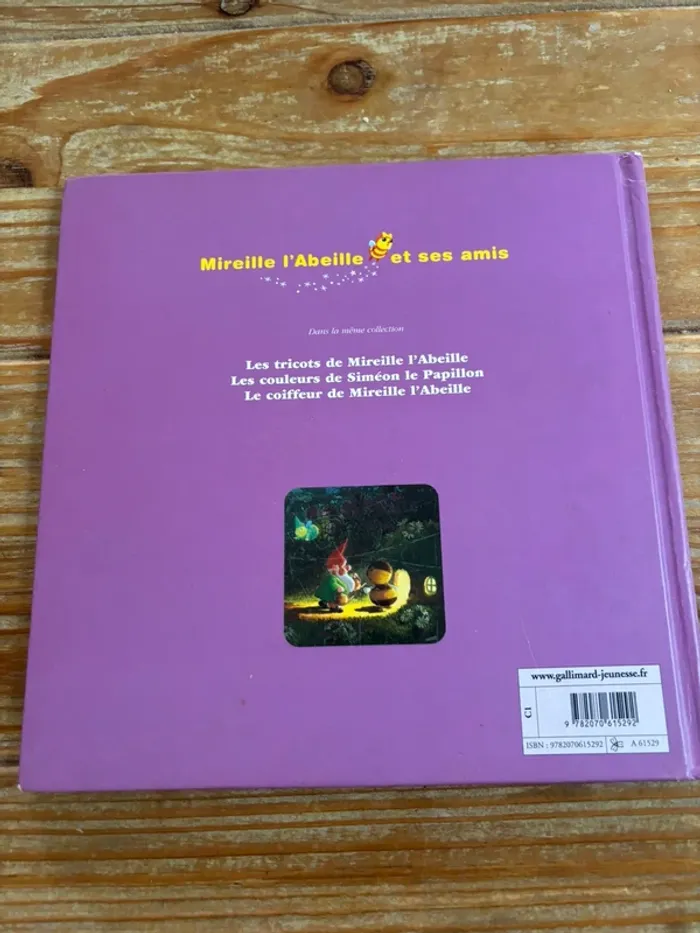 Mireille l'Abeille et ses amis
Dans la même collection
Les tricots de Mireille l'Abeille
Les couleurs de Siméon le Papillon
Le coiffeur de Mireille l'Abeille
www.gallimard-jeunesse.fr
C1
9 782070 615292
ISBN : 9782070615292 A 61529